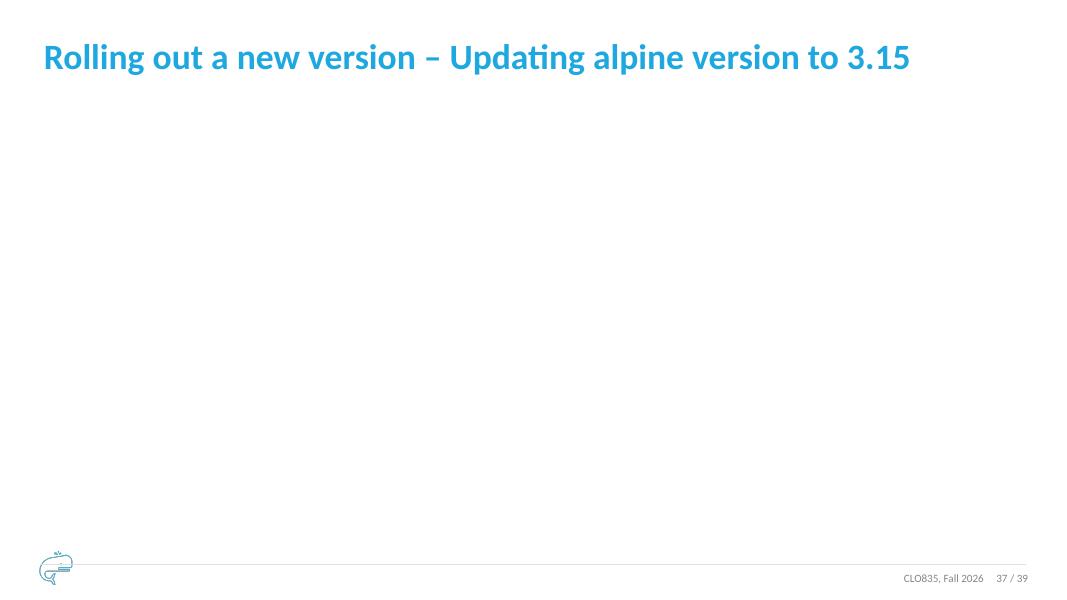 Rolling out a new version – Updating alpine version to 3.15
CLO835, Fall 2026 37 / 39